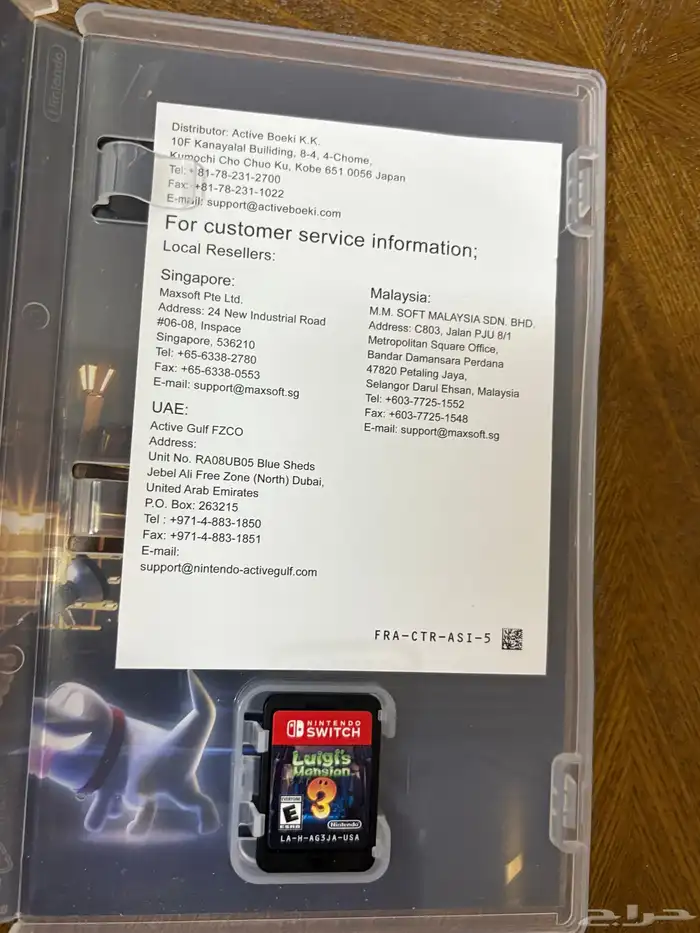 Nintendo
Distributor: Active Boeki K.K.
10F Kanayalal Builiding, 8-4, 4-Chome,
Kumochi Cho Chuo Ku, Kobe 651 0056 Japan
Tel: +81-78-231-2700
Fax: +81-78-231-1022
E-mail: support@activeboeki.com
For customer service information;
Local Resellers:
Singapore:
Maxsoft Pte Ltd.
Address: 24 New Industrial Road
#06-08, Inspace
Singapore, 536210
Tel: +65-6338-2780
Fax: +65-6338-0553
E-mail: support@maxsoft.sg
Malaysia:
M.M. SOFT MALAYSIA SDN. BHD.
Address: C803, Jalan PJU 8/1
Metropolitan Square Office,
Bandar Damansara Perdana
47820 Petaling Jaya,
Selangor Darul Ehsan, Malaysia
Tel: +603-7725-1552
Fax: +603-7725-1548
E-mail: support@maxsoft.sg
UAE:
Active Gulf FZCO
Address:
Unit No. RA08UB05 Blue Sheds
Jebel Ali Free Zone (North) Dubai,
United Arab Emirates
P.O. Box: 263215
Tel : +971-4-883-1850
Fax: +971-4-883-1851
E-mail:
support@nintendo-activegulf.com
FRA-CTR-ASI-5
NINTENDO
SWITCH
Luigi's
Mansion
3
EVERYONE
E
ESRB
Nintendo
LA-H-AG3JA-USA
حراج